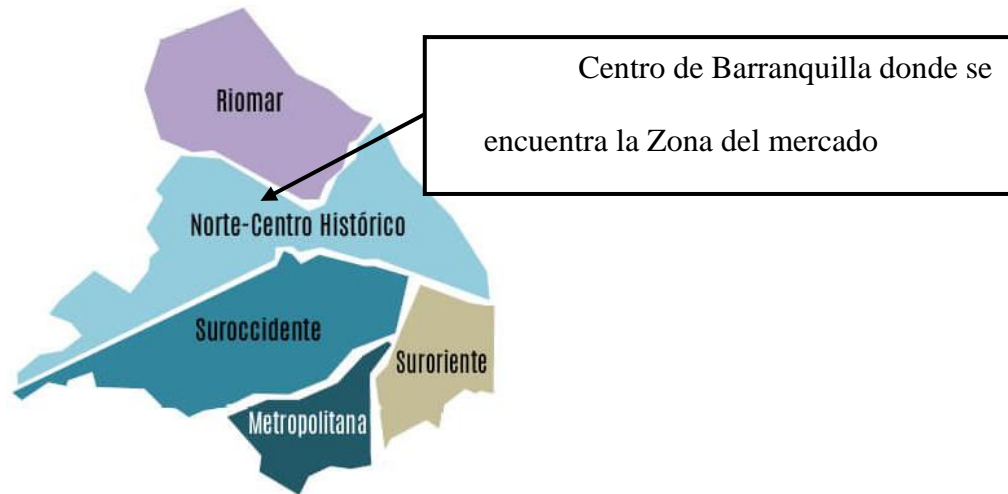 Centro de Barranquilla donde se
encuentra la Zona del mercado
Riomar
Norte-Centro Histórico
Suroccidente
Suroriente
Metropolitana